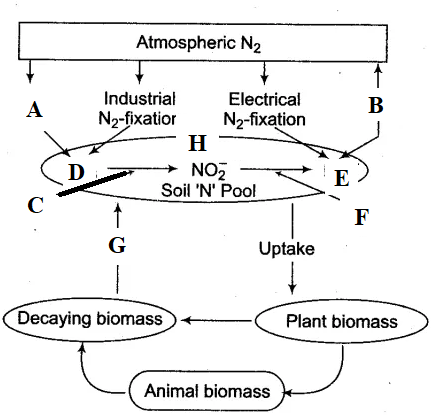 Atmospheric N₂
A
Industrial
N₂-fixation
Electrical
N₂-fixation
B
H
D
NO₂⁻
E
Soil 'N' Pool
C
F
G
Uptake
Decaying biomass
Plant biomass
Animal biomass